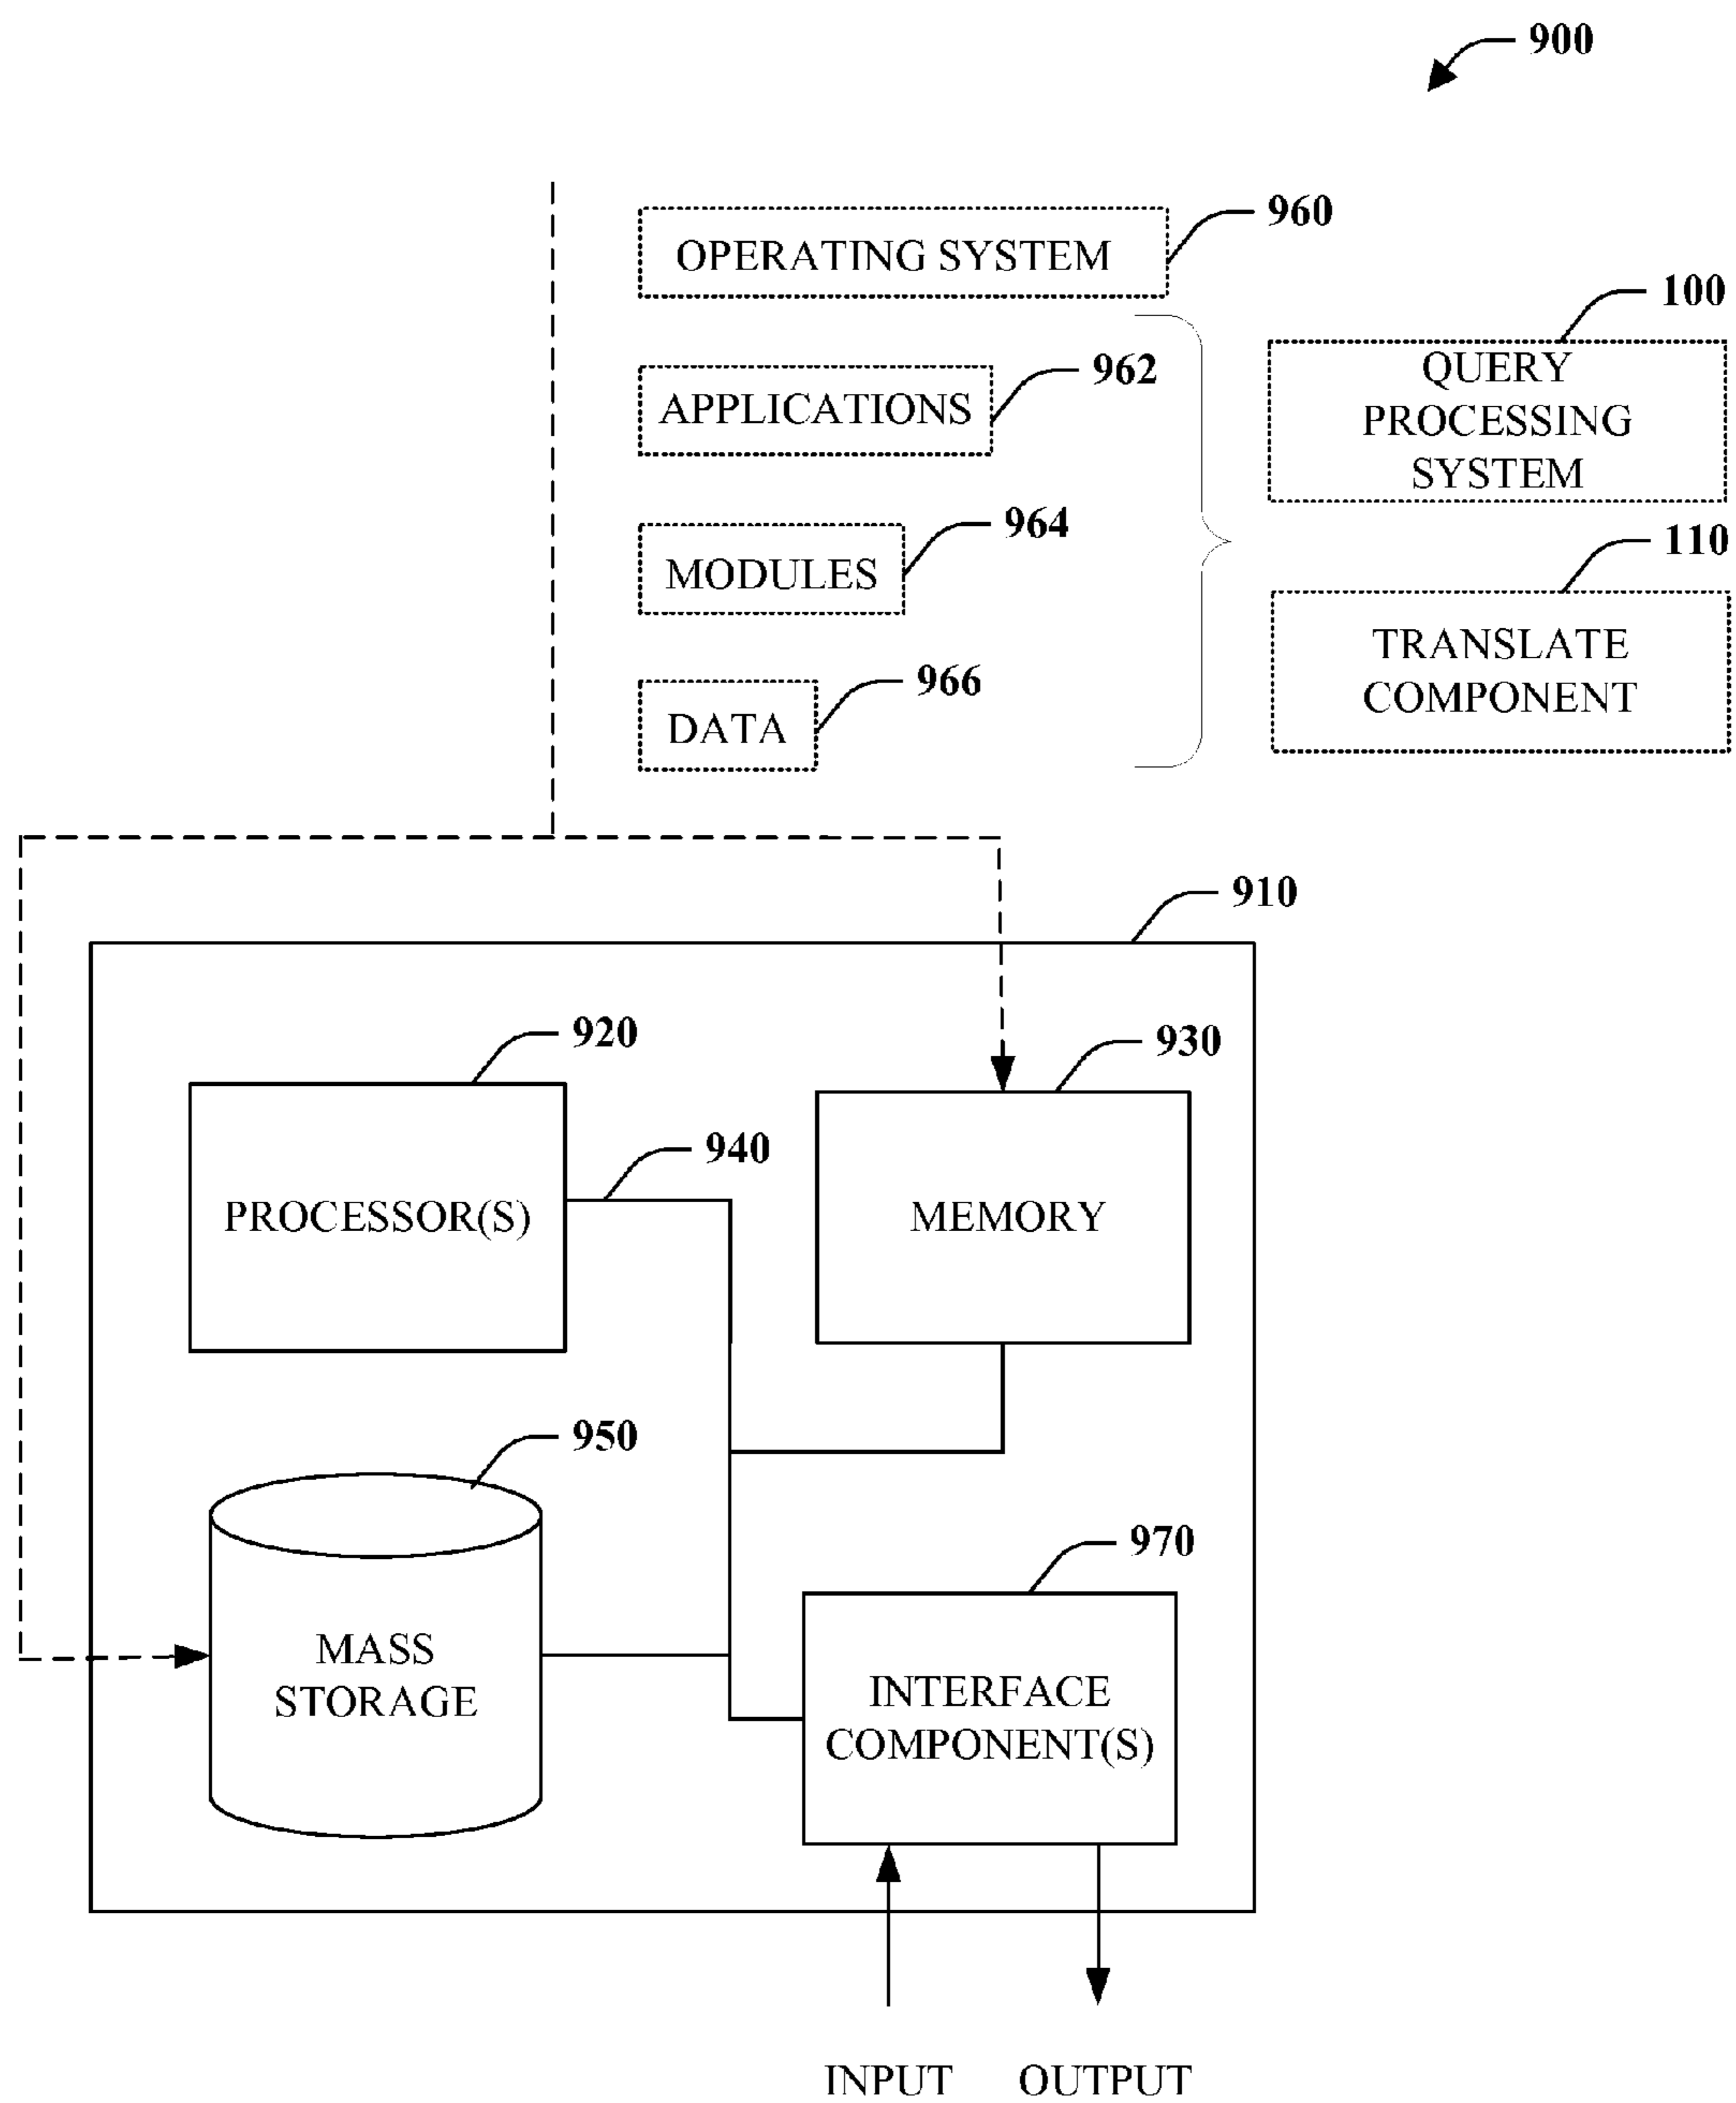 900
960
OPERATING SYSTEM
100
QUERY
PROCESSING
SYSTEM
962
APPLICATIONS
964
MODULES
110
TRANSLATE
COMPONENT
966
DATA
910
920
PROCESSOR(S)
930
MEMORY
940
950
MASS
STORAGE
970
INTERFACE
COMPONENT(S)
INPUT
OUTPUT